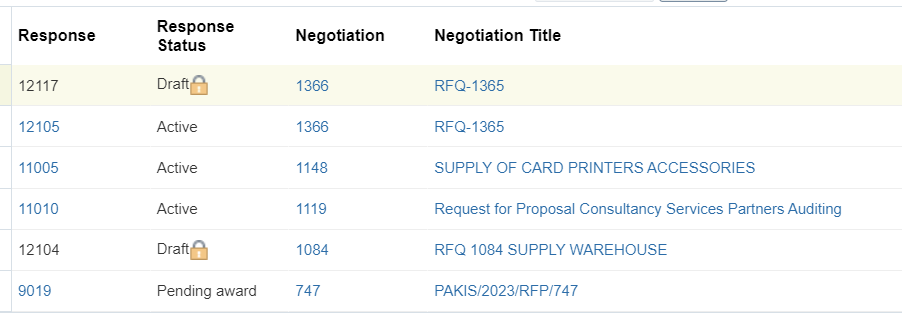 Response Response Status Negotiation Negotiation Title
12117 Draft 1366 RFQ-1365
12105 Active 1366 RFQ-1365
11005 Active 1148 SUPPLY OF CARD PRINTERS ACCESSORIES
11010 Active 1119 Request for Proposal Consultancy Services Partners Auditing
12104 Draft 1084 RFQ 1084 SUPPLY WAREHOUSE
9019 Pending award 747 PAKIS/2023/RFP/747